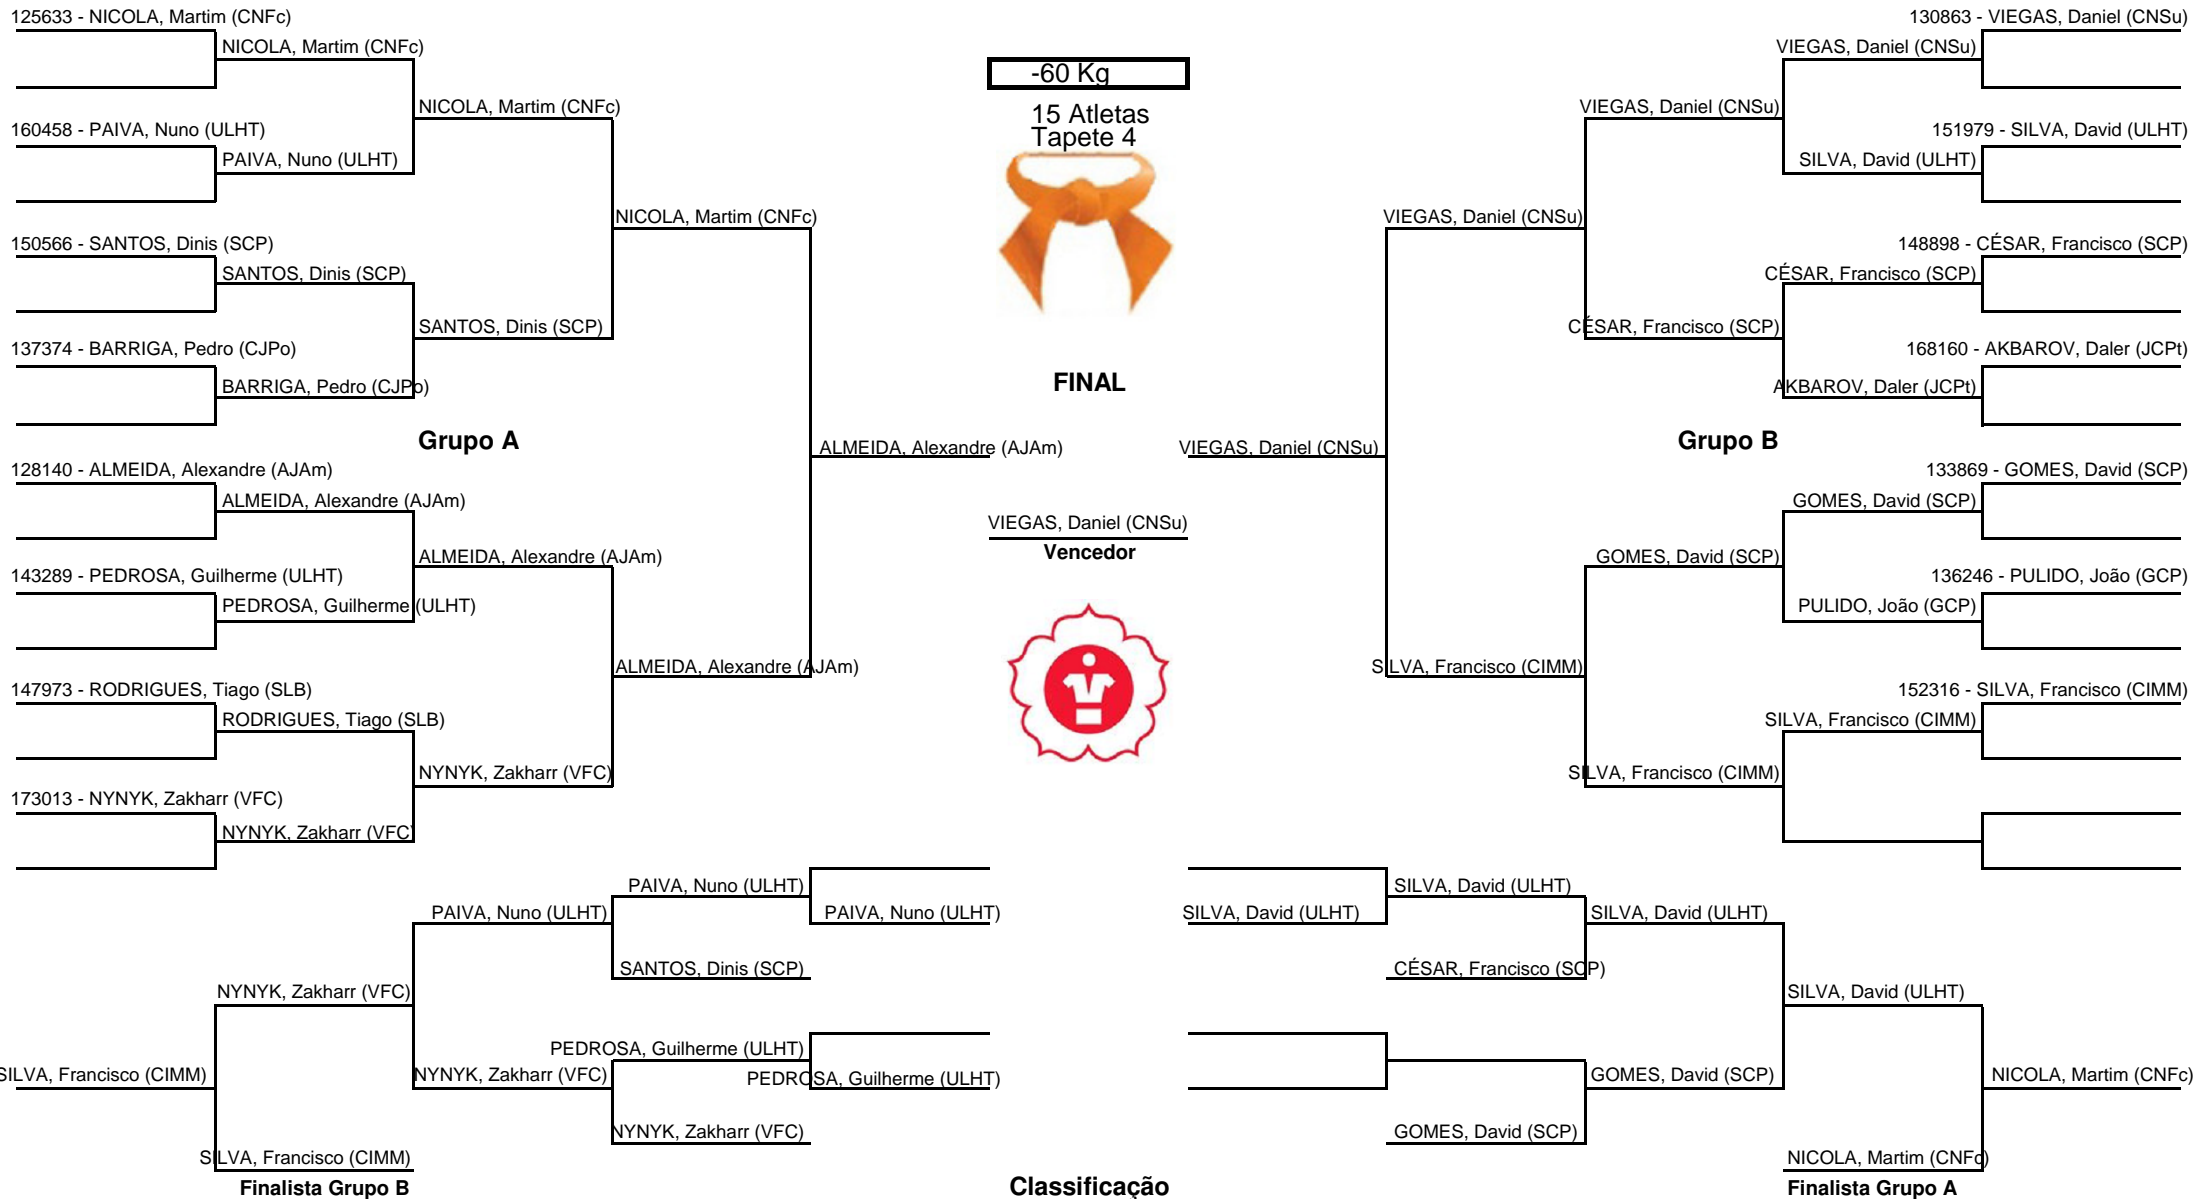 125633 - NICOLA, Martim (CNFc)
NICOLA, Martim (CNFc)
NICOLA, Martim (CNFc)
160458 - PAIVA, Nuno (ULHT)
PAIVA, Nuno (ULHT)
NICOLA, Martim (CNFc)
150566 - SANTOS, Dinis (SCP)
SANTOS, Dinis (SCP)
SANTOS, Dinis (SCP)
137374 - BARRIGA, Pedro (CJPo)
BARRIGA, Pedro (CJPo)
Grupo A
ALMEIDA, Alexandre (AJAm)
128140 - ALMEIDA, Alexandre (AJAm)
ALMEIDA, Alexandre (AJAm)
ALMEIDA, Alexandre (AJAm)
143289 - PEDROSA, Guilherme (ULHT)
PEDROSA, Guilherme (ULHT)
ALMEIDA, Alexandre (AJAm)
147973 - RODRIGUES, Tiago (SLB)
RODRIGUES, Tiago (SLB)
NYNYK, Zakharr (VFC)
173013 - NYNYK, Zakharr (VFC)
NYNYK, Zakharr (VFC)
-60 Kg
15 Atletas
Tapete 4
FINAL
VIEGAS, Daniel (CNSu)
Vencedor
130863 - VIEGAS, Daniel (CNSu)
VIEGAS, Daniel (CNSu)
VIEGAS, Daniel (CNSu)
151979 - SILVA, David (ULHT)
SILVA, David (ULHT)
VIEGAS, Daniel (CNSu)
148898 - CÉSAR, Francisco (SCP)
CÉSAR, Francisco (SCP)
CÉSAR, Francisco (SCP)
168160 - AKBAROV, Daler (JCPt)
AKBAROV, Daler (JCPt)
Grupo B
VIEGAS, Daniel (CNSu)
133869 - GOMES, David (SCP)
GOMES, David (SCP)
GOMES, David (SCP)
136246 - PULIDO, João (GCP)
PULIDO, João (GCP)
SILVA, Francisco (CIMM)
152316 - SILVA, Francisco (CIMM)
SILVA, Francisco (CIMM)
SILVA, Francisco (CIMM)
PAIVA, Nuno (ULHT)
PAIVA, Nuno (ULHT)
PAIVA, Nuno (ULHT)
SANTOS, Dinis (SCP)
NYNYK, Zakharr (VFC)
PEDROSA, Guilherme (ULHT)
NYNYK, Zakharr (VFC)
PEDROSA, Guilherme (ULHT)
SILVA, Francisco (CIMM)
NYNYK, Zakharr (VFC)
SILVA, Francisco (CIMM)
Finalista Grupo B
SILVA, David (ULHT)
SILVA, David (ULHT)
SILVA, David (ULHT)
CÉSAR, Francisco (SCP)
SILVA, David (ULHT)
GOMES, David (SCP)
NICOLA, Martim (CNFc)
GOMES, David (SCP)
NICOLA, Martim (CNFc)
Finalista Grupo A
Classificação